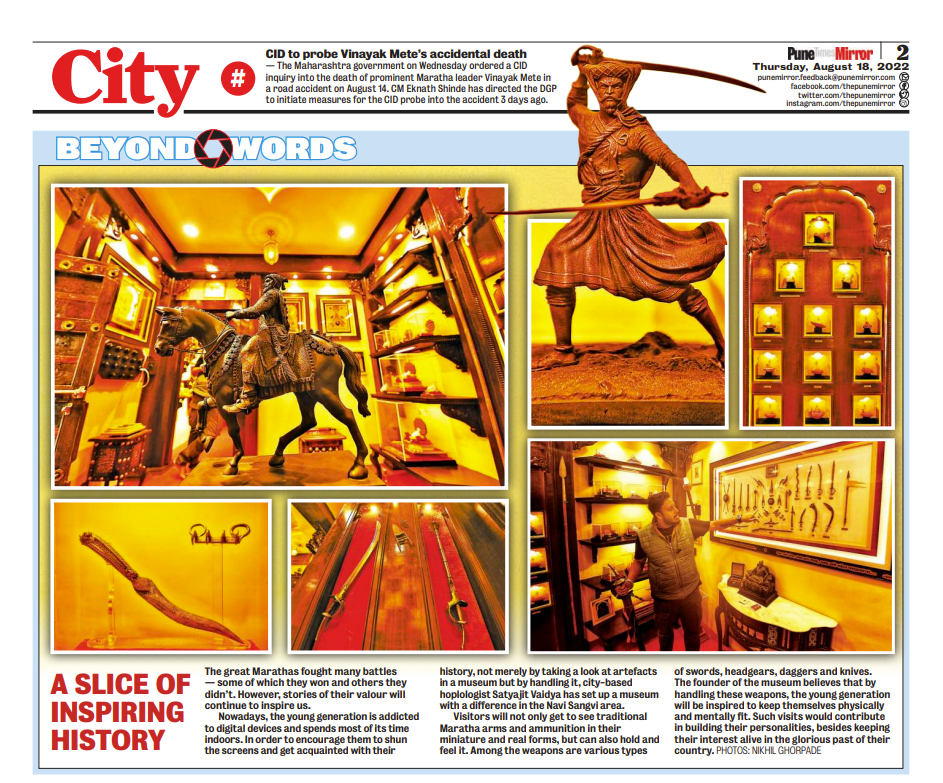 City
#
CID to probe Vinayak Mete's accidental death
— The Maharashtra government on Wednesday ordered a CID
inquiry into the death of prominent Maratha leader Vinayak Mete in
a road accident on August 14. CM Eknath Shinde has directed the DGP
to initiate measures for the CID probe into the accident 3 days ago.
PuneTimesMirror | 2
Thursday, August 18, 2022
punemirror.feedback@punemirror.com
facebook.com/thepunemirror
twitter.com/thepunemirror
instagram.com/thepunemirror
BEYOND WORDS
A SLICE OF
INSPIRING
HISTORY
The great Marathas fought many battles
— some of which they won and others they
didn't. However, stories of their valour will
continue to inspire us.
Nowadays, the young generation is addicted
to digital devices and spends most of its time
indoors. In order to encourage them to shun
the screens and get acquainted with their
history, not merely by taking a look at artefacts
in a museum but by handling it, city-based
hoplologist Satyajit Vaidya has set up a museum
with a difference in the Navi Sangvi area.
Visitors will not only get to see traditional
Maratha arms and ammunition in their
miniature and real forms, but can also hold and
feel it. Among the weapons are various types
of swords, headgears, daggers and knives.
The founder of the museum believes that by
handling these weapons, the young generation
will be inspired to keep themselves physically
and mentally fit. Such visits would contribute
in building their personalities, besides keeping
their interest alive in the glorious past of their
country. PHOTOS: NIKHIL GHORPADE